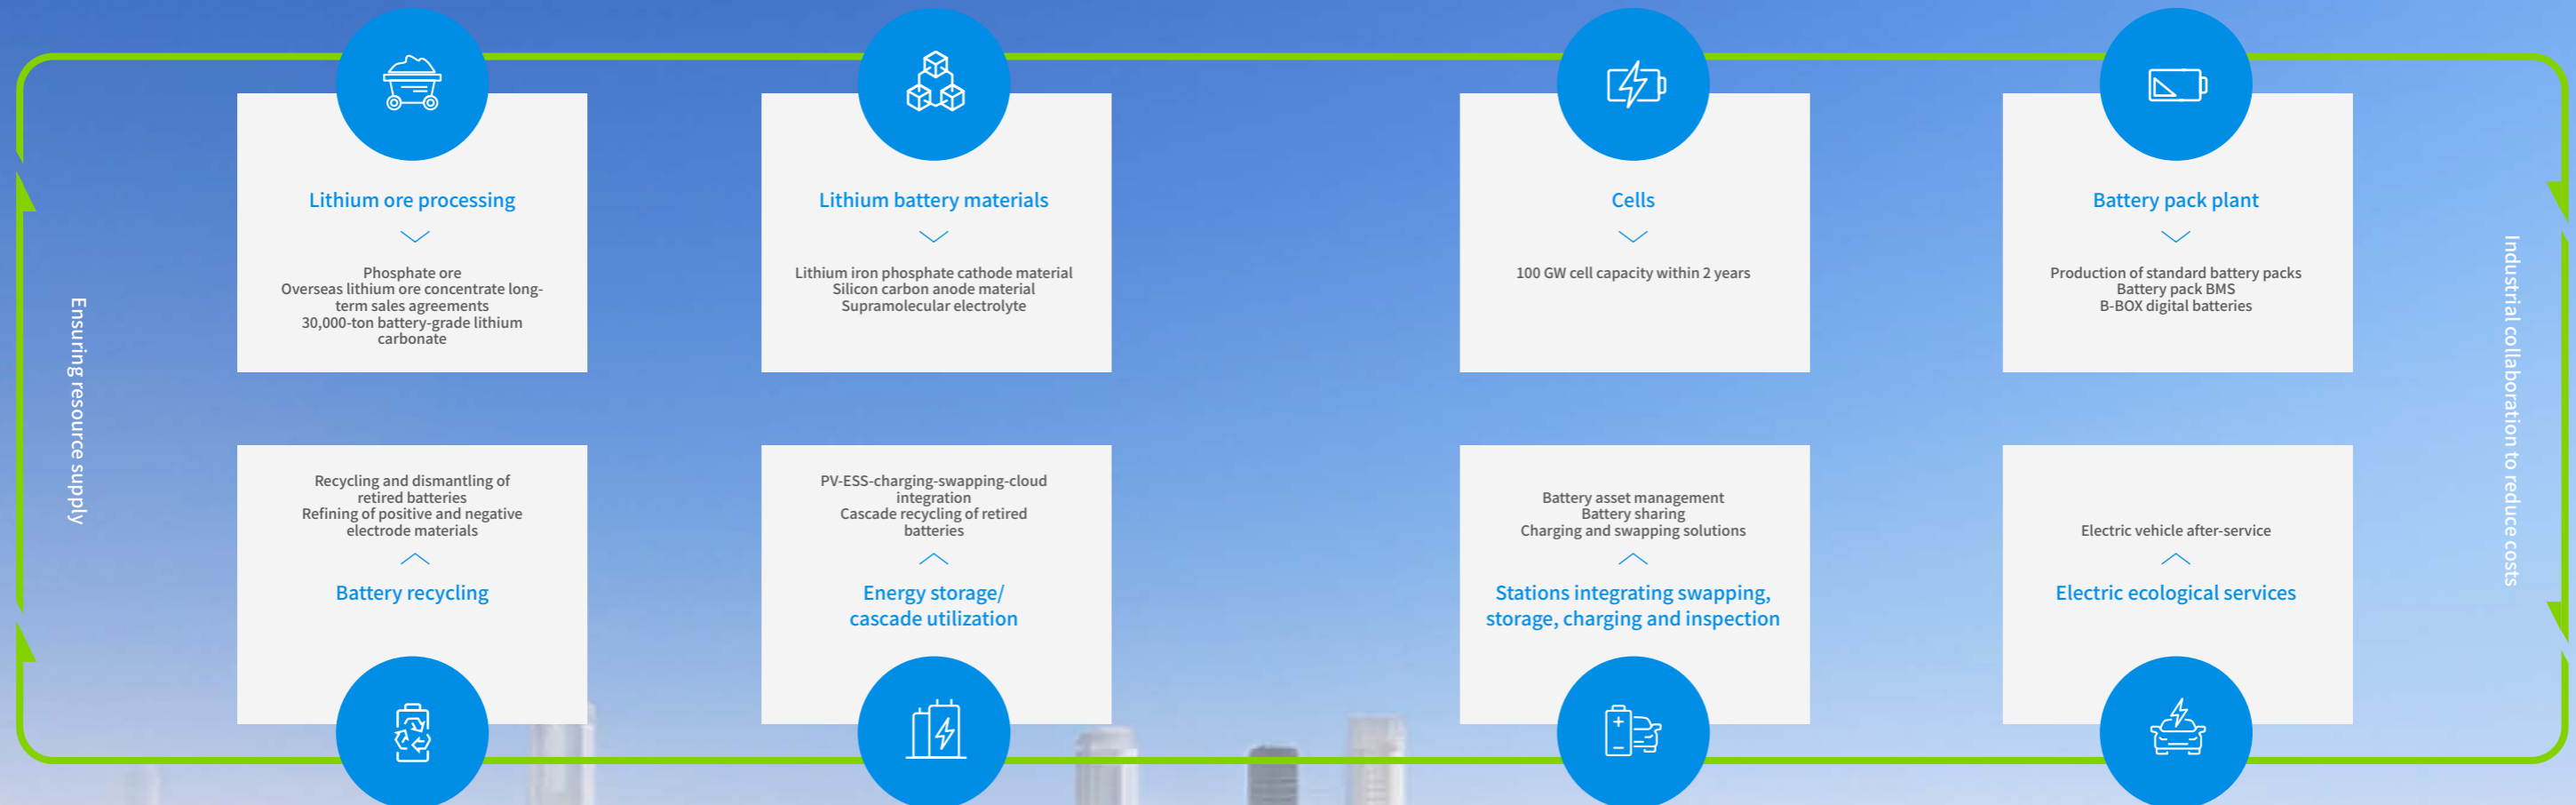 Lithium ore processing
Phosphate ore
Overseas lithium ore concentrate long-
term sales agreements
30,000-ton battery-grade lithium
carbonate
Lithium battery materials
Lithium iron phosphate cathode material
Silicon carbon anode material
Supramolecular electrolyte
Cells
100 GW cell capacity within 2 years
Battery pack plant
Production of standard battery packs
Battery pack BMS
B-BOX digital batteries
Ensuring resource supply
Industrial collaboration to reduce costs
Recycling and dismantling of
retired batteries
Refining of positive and negative
electrode materials
Battery recycling
PV-ESS-charging-swapping-cloud
integration
Cascade recycling of retired
batteries
Energy storage/
cascade utilization
Battery asset management
Battery sharing
Charging and swapping solutions
Stations integrating swapping,
storage, charging and inspection
Electric vehicle after-service
Electric ecological services